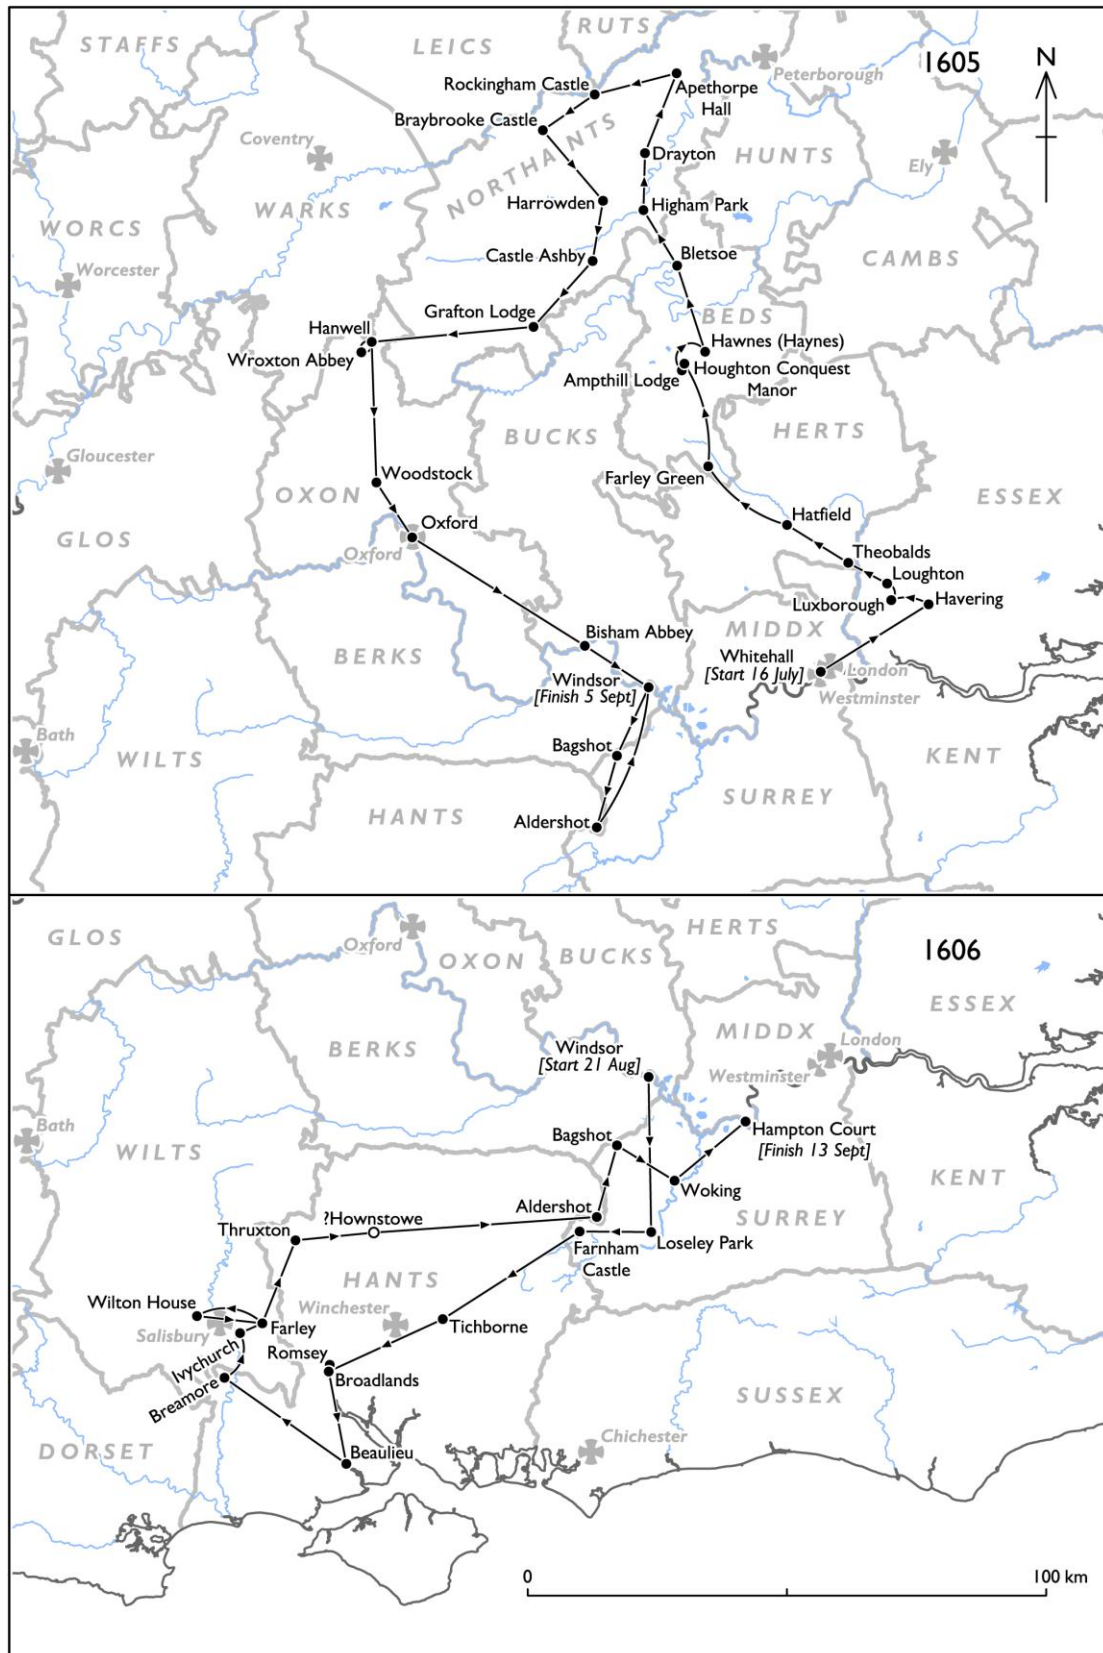 RUTS
STAFFS
LEICS
1605
N
Peterborough
Rockingham Castle
Apethorpe
Hall
Braybrooke Castle
Coventry
NORTHANTS
Drayton
HUNTS
Ely
WARKS
Harrowden
Higham Park
WORCS
Castle Ashby
Bletsoe
CAMBS
Worcester
Grafton Lodge
BEDS
Hanwell
Hawnes (Haynes)
Wroxton Abbey
Houghton Conquest
Manor
Ampthill Lodge
BUCKS
HERTS
Gloucester
Woodstock
Farley Green
OXON
ESSEX
Hatfield
Oxford
GLOS
Oxford
Theobalds
Loughton
Luxborough
Havering
Bisham Abbey
MIDDX
BERKS
Whitehall
[Start 16 July]
London
Westminster
Windsor
[Finish 5 Sept]
Bath
WILTS
Bagshot
KENT
SURREY
HANTS
Aldershot
GLOS
Oxford
OXON
BUCKS
HERTS
1606
ESSEX
MIDDX
London
BERKS
Windsor
[Start 21 Aug]
Westminster
Bath
Hampton Court
[Finish 13 Sept]
WILTS
Bagshot
KENT
Woking
Aldershot
SURREY
?Hownstowe
Thruxton
Farnham
Castle
Loseley Park
HANTS
Wilton House
Winchester
Salisbury
Farley
Tichborne
Ivychurch
Romsey
Broadlands
Breamore
SUSSEX
DORSET
Beaulieu
Chichester
0
100 km